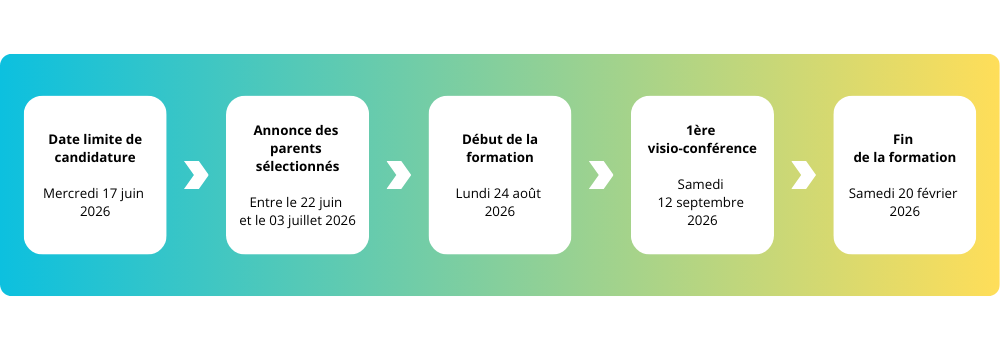 Date limite de
candidature
Mercredi 17 juin
2026
Annonce des
parents
sélectionnés
Entre le 22 juin
et le 03 juillet 2026
Début de la
formation
Lundi 24 août
2026
1ère
visio-conférence
Samedi
12 septembre
2026
Fin
de la formation
Samedi 20 février
2026